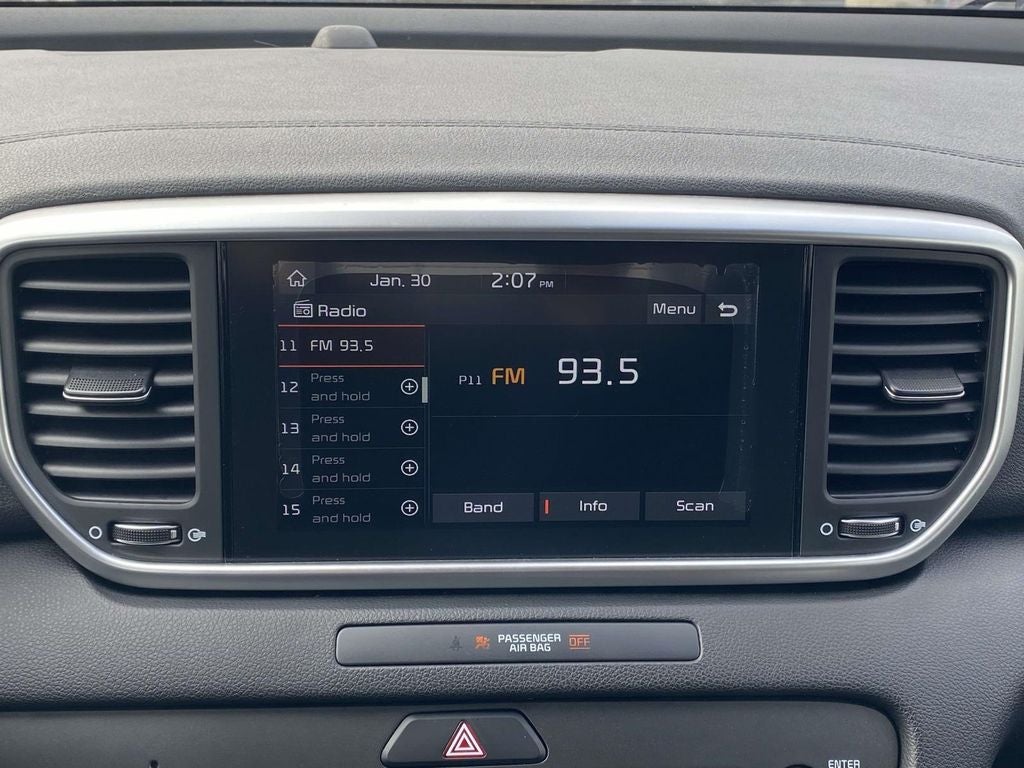 Jan. 30 2:07 PM
Radio Menu
11 FM 93.5
P11 FM 93.5
12 Press
and hold
13 Press
and hold
14 Press
and hold
15 Press
and hold
Band Info Scan
PASSENGER
AIR BAG OFF
ENTER